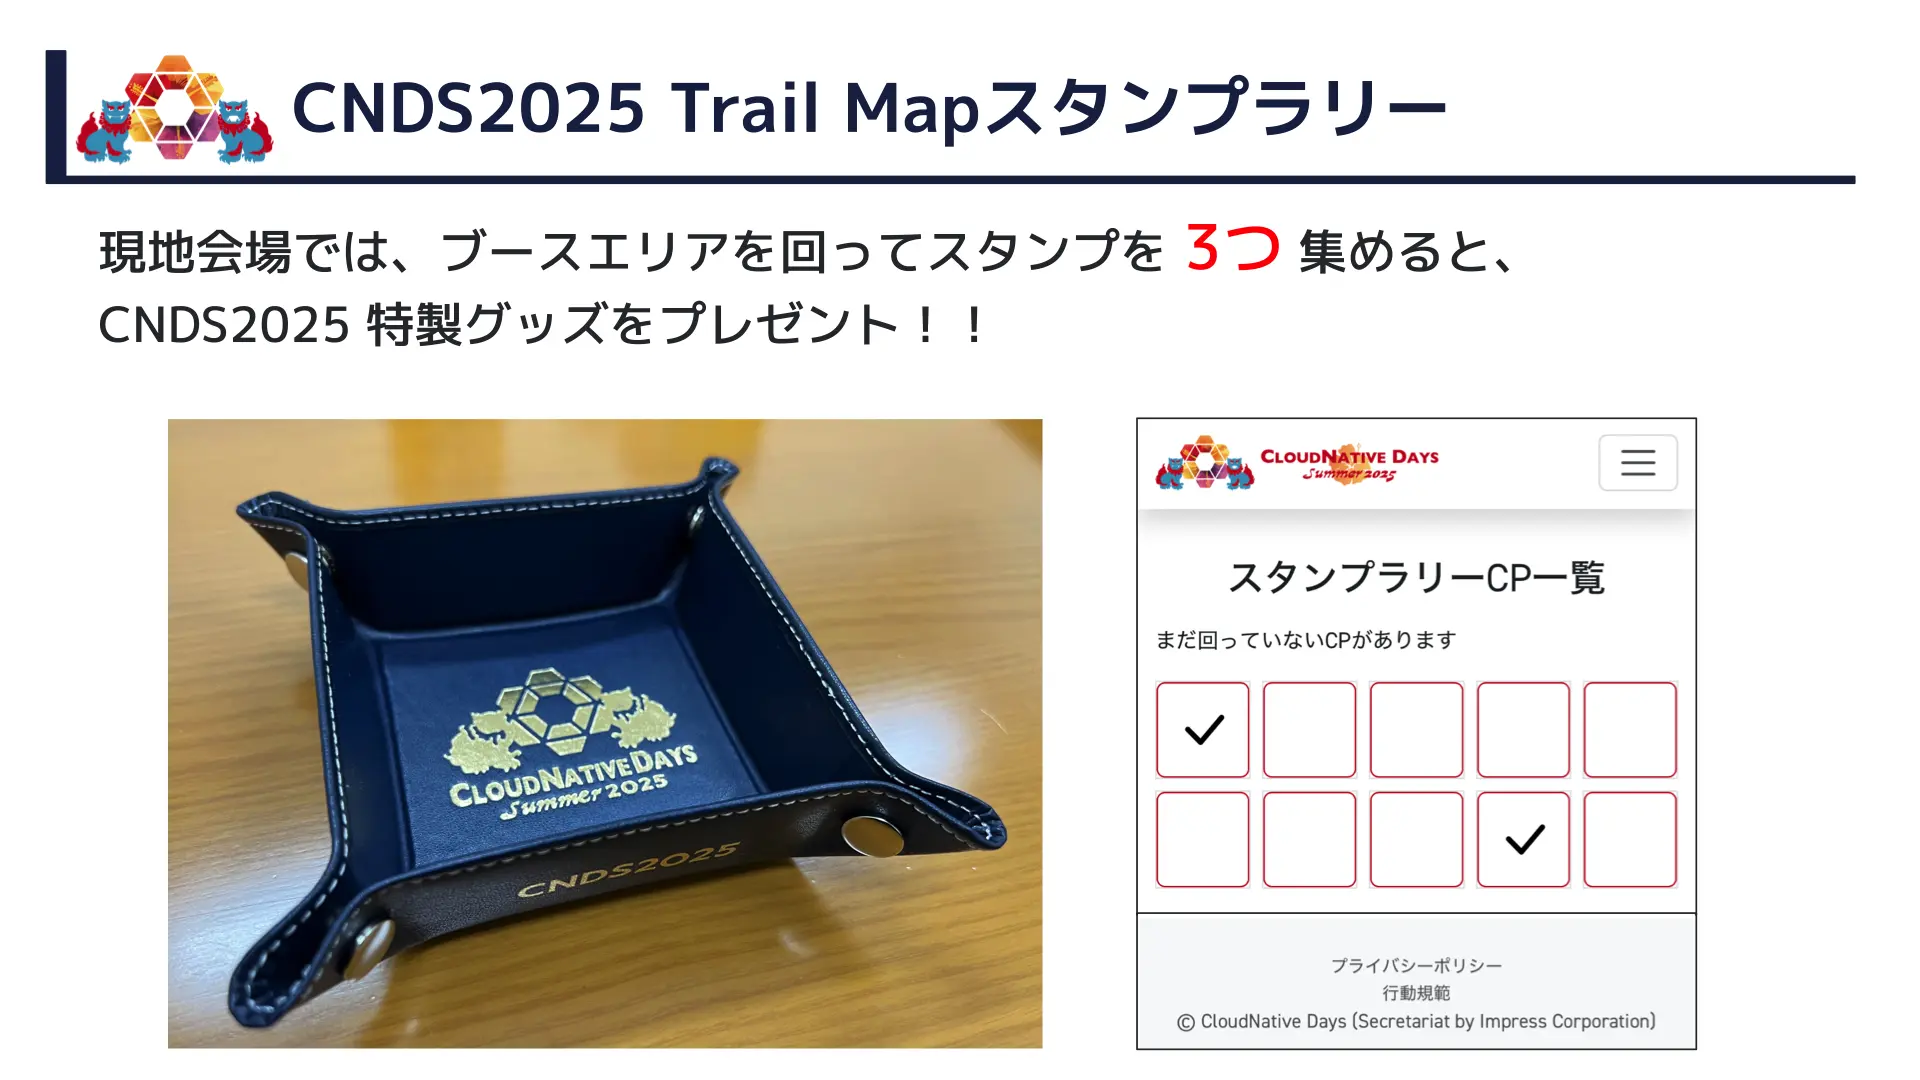 CNDS2025 Trail Mapスタンプラリー
現地会場では、ブースエリアを回ってスタンプを 3つ 集めると、
CNDS2025 特製グッズをプレゼント！！
CLOUDNATIVE DAYS
Summer 2025
CNDS2025
CLOUDNATIVE DAYS
Summer 2025
スタンプラリーCP一覧
まだ回っていないCPがあります
プライバシーポリシー
行動規範
© CloudNative Days (Secretariat by Impress Corporation)